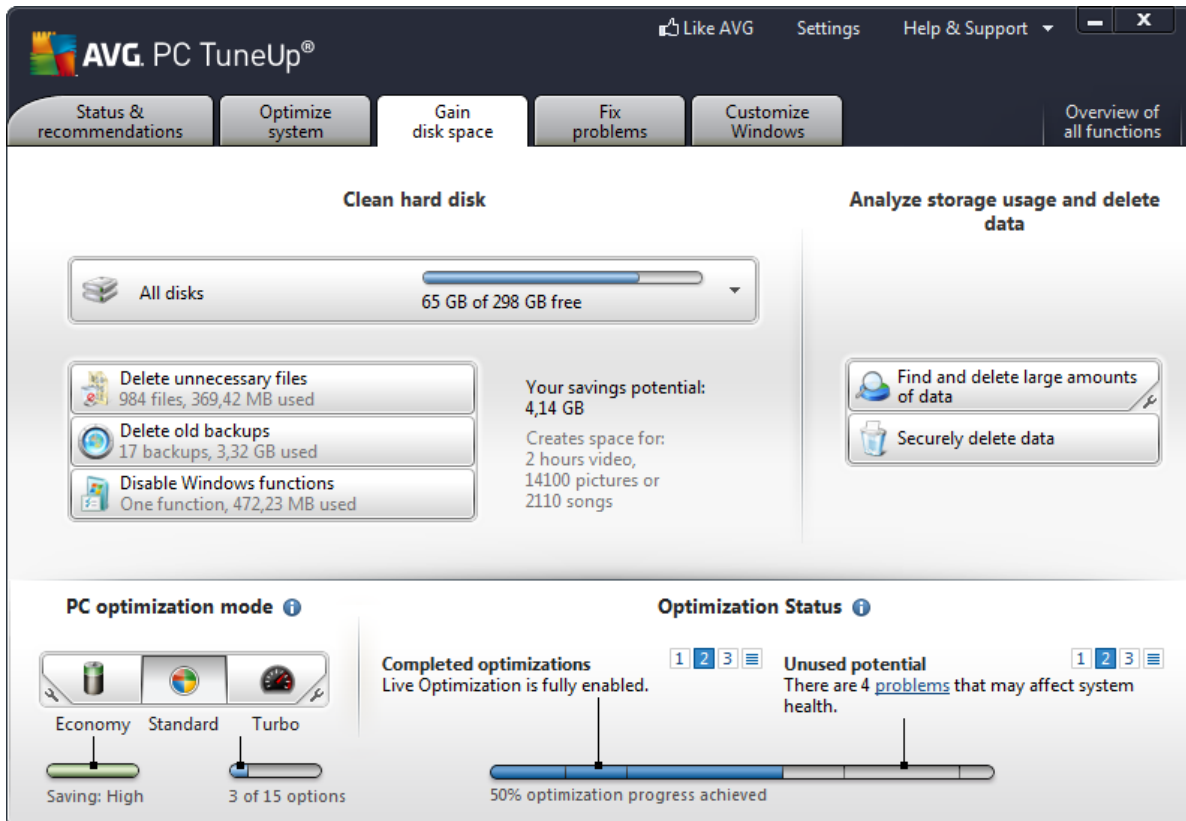 Like AVG
Settings
Help & Support
AVG. PC TuneUp®
Status &
recommendations
Optimize
system
Gain
disk space
Fix
problems
Customize
Windows
Overview of
all functions
Clean hard disk
All disks
65 GB of 298 GB free
Delete unnecessary files
984 files, 369,42 MB used
Delete old backups
17 backups, 3,32 GB used
Disable Windows functions
One function, 472,23 MB used
Your savings potential:
4,14 GB
Creates space for:
2 hours video,
14100 pictures or
2110 songs
Analyze storage usage and delete
data
Find and delete large amounts
of data
Securely delete data
PC optimization mode
Economy
Standard
Turbo
Saving: High
3 of 15 options
Optimization Status
Completed optimizations
1 2 3
Live Optimization is fully enabled.
Unused potential
1 2 3
There are 4 problems that may affect system
health.
50% optimization progress achieved